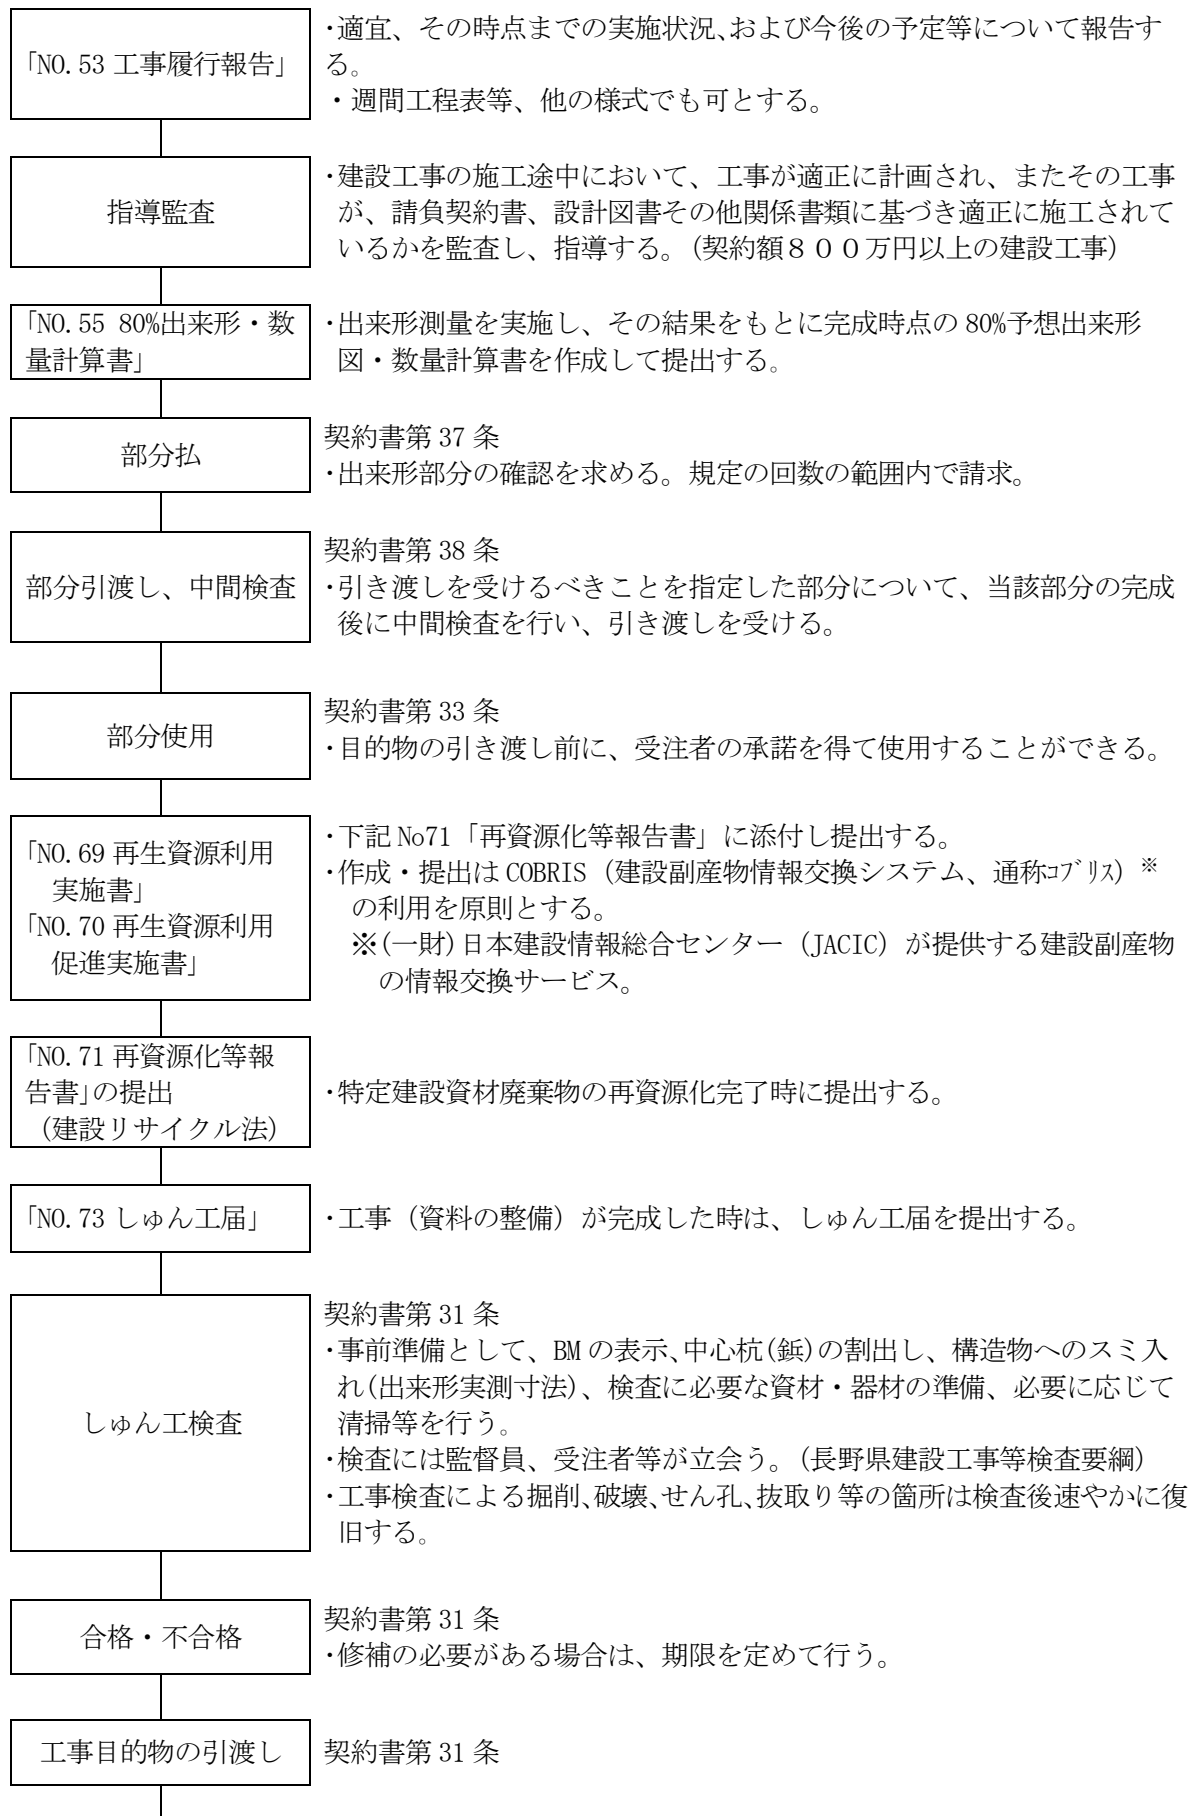 「NO.53 工事履行報告」
・適宜、その時点までの実施状況、および今後の予定等について報告す
る。
・週間工程表等、他の様式でも可とする。
指導監査
・建設工事の施工途中において、工事が適正に計画され、またその工事
が、請負契約書、設計図書その他関係書類に基づき適正に施工されて
いるかを監査し、指導する。(契約額８００万円以上の建設工事)
「NO.55 80%出来形・数
量計算書」
・出来形測量を実施し、その結果をもとに完成時点の 80%予想出来形
図・数量計算書を作成して提出する。
部分払
契約書第 37 条
・出来形部分の確認を求める。規定の回数の範囲内で請求。
部分引渡し、中間検査
契約書第 38 条
・引き渡しを受けるべきことを指定した部分について、当該部分の完成
後に中間検査を行い、引き渡しを受ける。
部分使用
契約書第 33 条
・目的物の引き渡し前に、受注者の承諾を得て使用することができる。
「NO.69 再生資源利用
実施書」
「NO.70 再生資源利用
促進実施書」
・下記 No71「再資源化等報告書」に添付し提出する。
・作成・提出は COBRIS（建設副産物情報交換システム、通称ｺﾌﾞﾘｽ）※
の利用を原則とする。
※(一財)日本建設情報総合センター（JACIC）が提供する建設副産物
の情報交換サービス。
「NO.71 再資源化等報
告書」の提出
（建設リサイクル法）
・特定建設資材廃棄物の再資源化完了時に提出する。
「NO.73 しゅん工届」
・工事（資料の整備）が完成した時は、しゅん工届を提出する。
しゅん工検査
契約書第 31 条
・事前準備として、BM の表示、中心杭(鋲)の割出し、構造物へのスミ入
れ(出来形実測寸法)、検査に必要な資材・器材の準備、必要に応じて
清掃等を行う。
・検査には監督員、受注者等が立会う。(長野県建設工事等検査要綱)
・工事検査による掘削、破壊、せん孔、抜取り等の箇所は検査後速やかに復
旧する。
合格・不合格
契約書第 31 条
・修補の必要がある場合は、期限を定めて行う。
工事目的物の引渡し
契約書第 31 条